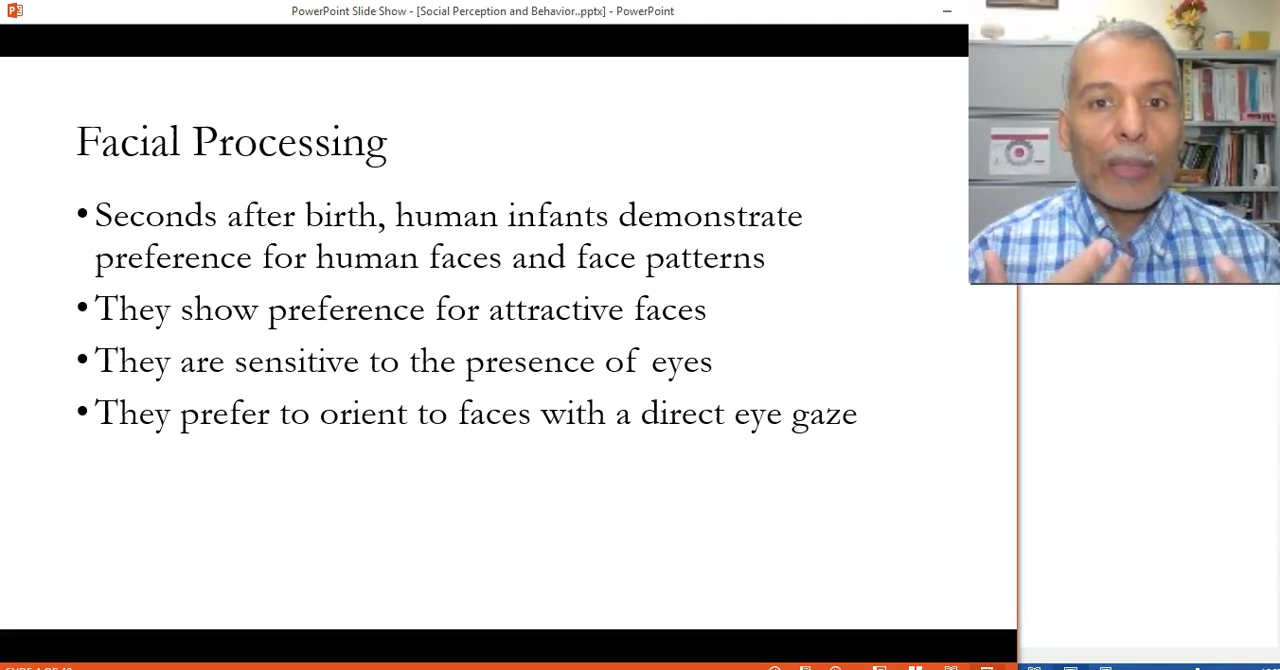 PowerPoint Slide Show - [Social Perception and Behavior..pptx] - PowerPoint
Facial Processing
• Seconds after birth, human infants demonstrate
preference for human faces and face patterns
• They show preference for attractive faces
• They are sensitive to the presence of eyes
• They prefer to orient to faces with a direct eye gaze